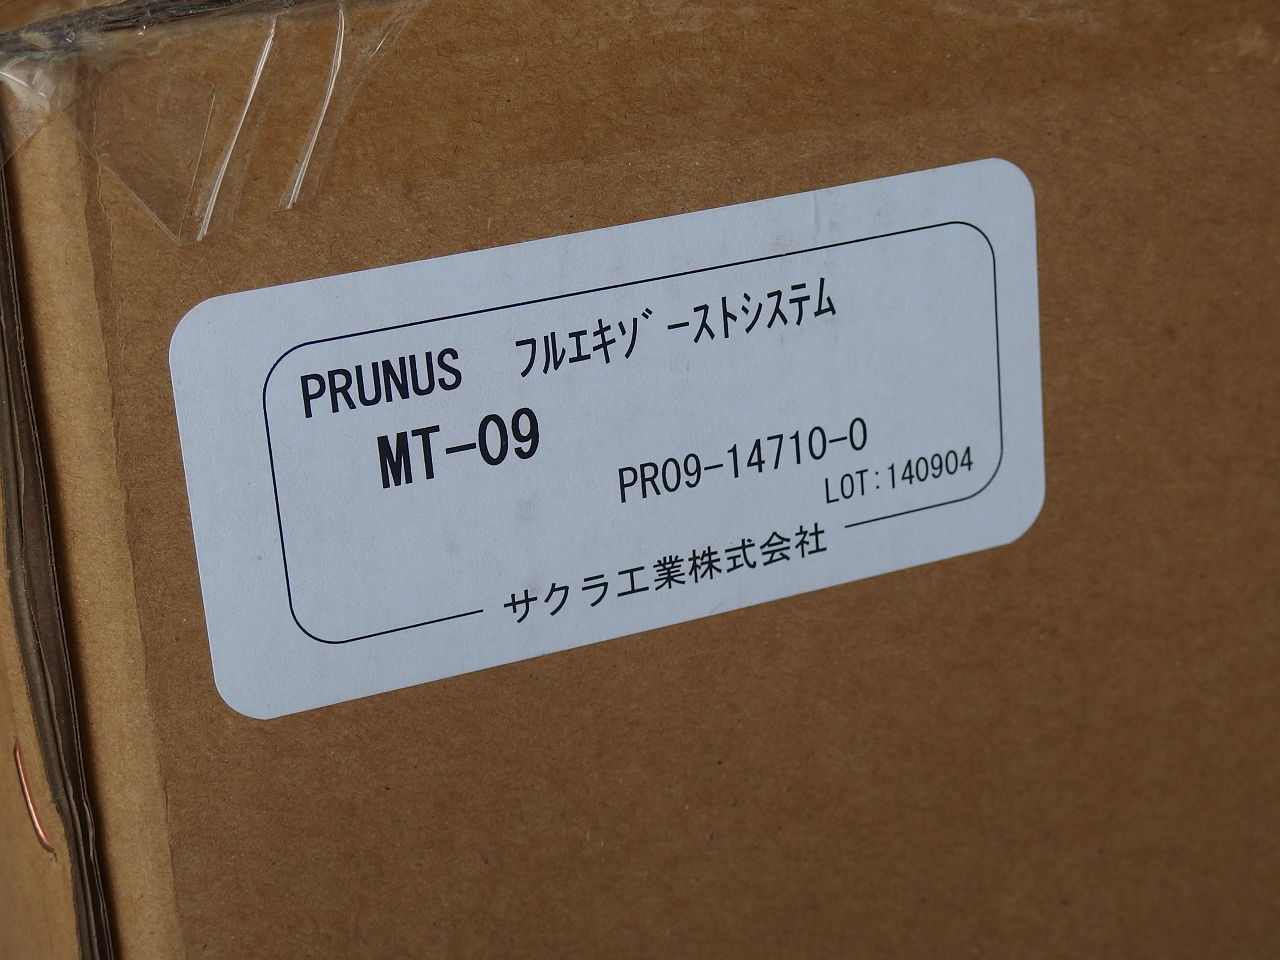 PRUNUS フルエキゾーストシステム
MT-09
PR09-14710-0
LOT:140904
サクラ工業株式会社